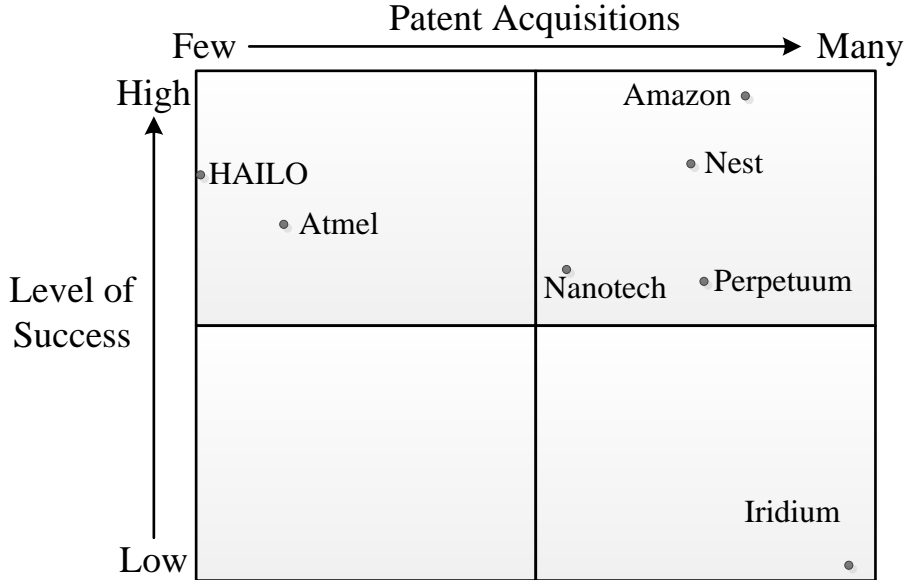 Patent Acquisitions
Few
Many
High
Amazon
Nest
HAILO
Atmel
Nanotech
Perpetuum
Level of
Success
Iridium
Low